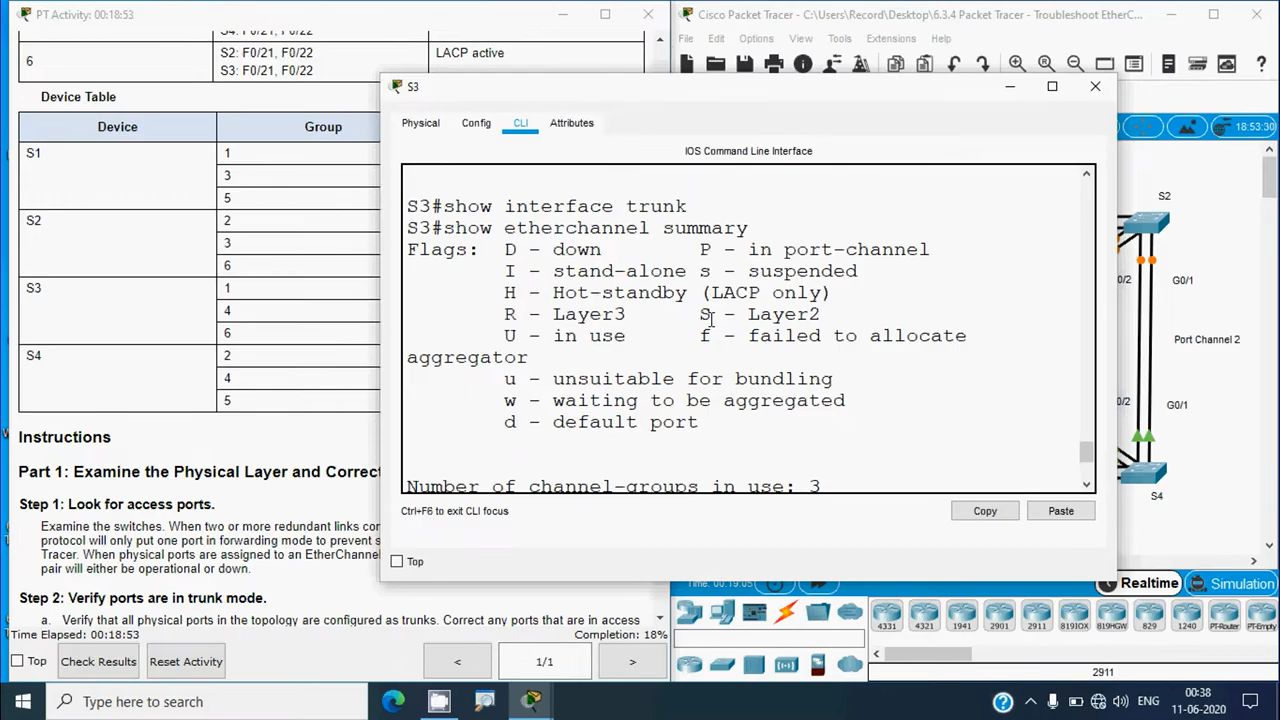 PT Activity: 00:18:53
Cisco Packet Tracer - C:\Users\Record\Desktop\6.3.4 Packet Tracer - Troubleshoot EtherC...
File Edit Options View Tools Extensions Help
6
S2: F0/21, F0/22
S3: F0/21, F0/22
LACP active
Device Table
Device Group
S1
1
3
5
S2
2
3
6
S3
1
4
6
S4
2
4
5
Instructions
Part 1: Examine the Physical Layer and Correct
Step 1: Look for access ports.
Examine the switches. When two or more redundant links con
protocol will only put one port in forwarding mode to prevent s
Tracer. When physical ports are assigned to an EtherChannel
pair will either be operational or down.
Step 2: Verify ports are in trunk mode.
Verify that all physical ports in the topology are configured as trunks. Correct any ports that are in access
Time Elapsed: 00:18:53
Completion: 18%
Top
Check Results
Reset Activity
<
1/1
>
S3
Physical Config CLI Attributes
IOS Command Line Interface
S3#show interface trunk
S3#show etherchannel summary
Flags: D - down P - in port-channel
I - stand-alone s - suspended
H - Hot-standby (LACP only)
R - Layer3 S - Layer2
U - in use f - failed to allocate
aggregator
u - unsuitable for bundling
w - waiting to be aggregated
d - default port
Number of channel-groups in use: 3
Ctrl+F6 to exit CLI focus
Copy
Paste
Top
18:53:30
S2
G0/1
Port Channel 2
G0/1
S4
Time: 00:19:05
Realtime
Simulation
4331 4321 1941 2901 2911 819IOX 819HGW 829 1240 PT-Router PT-Empty
2911
Type here to search
ENG
00:38
11-06-2020